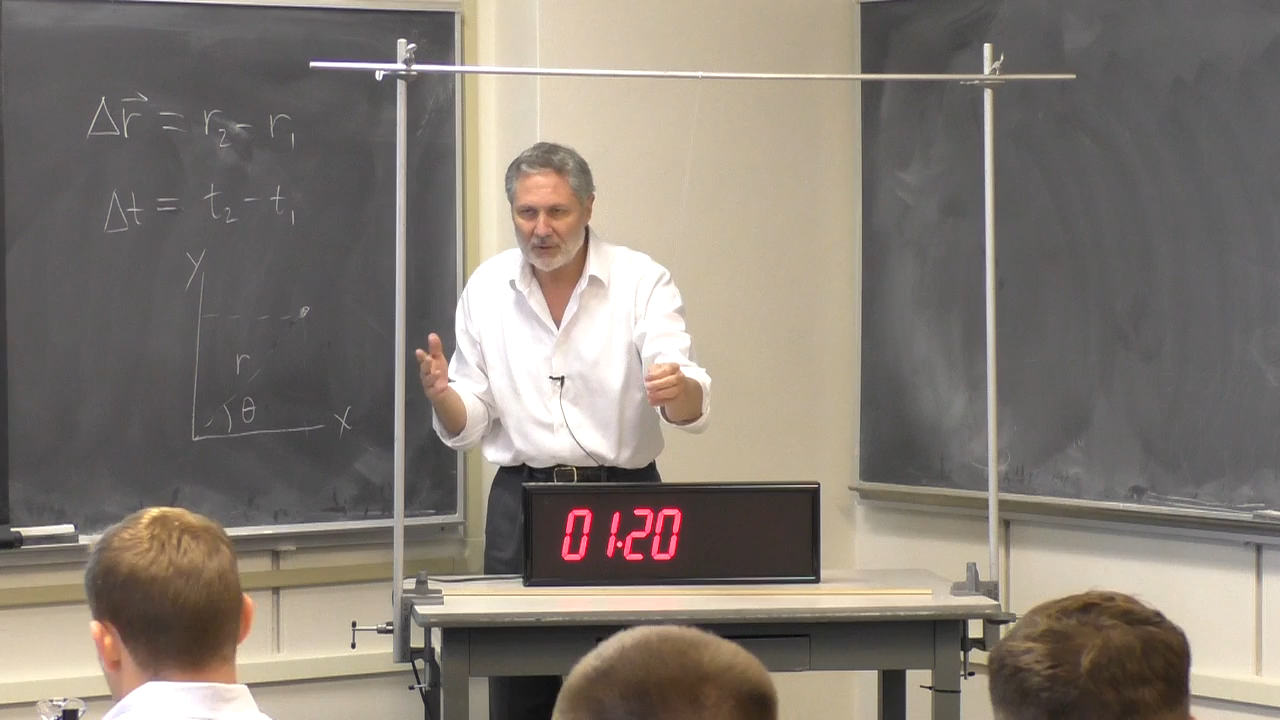 Δr⃗ = r₂ - r₁
Δt = t₂ - t₁
y
r
θ
x
01.20